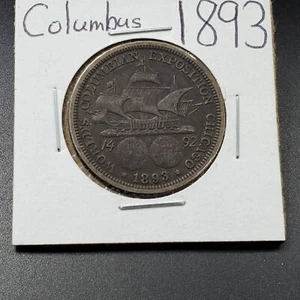 Columbus 1893
WORLD'S COLUMBIAN EXPOSITION CHICAGO
14 92
1893